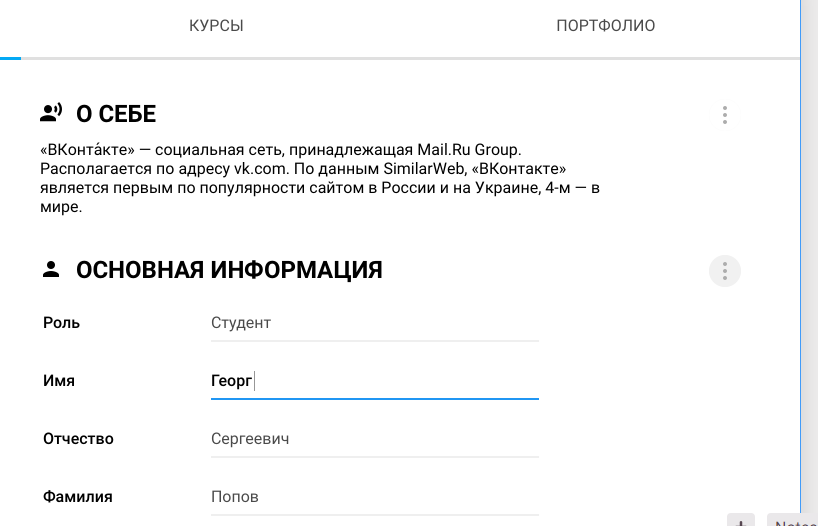 КУРСЫ ПОРТФОЛИО
О СЕБЕ
«ВКонта́кте» — социальная сеть, принадлежащая Mail.Ru Group.
Располагается по адресу vk.com. По данным SimilarWeb, «ВКонтакте»
является первым по популярности сайтом в России и на Украине, 4-м — в
мире.
ОСНОВНАЯ ИНФОРМАЦИЯ
Роль Студент
Имя Георг
Отчество Сергеевич
Фамилия Попов